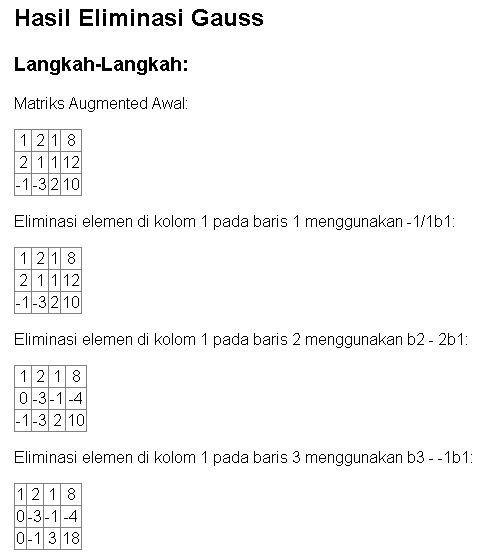 Hasil Eliminasi Gauss
Langkah-Langkah:
Matriks Augmented Awal:
1 2 1 8
2 1 1 12
-1 -3 2 10
Eliminasi elemen di kolom 1 pada baris 1 menggunakan -1/1b1:
1 2 1 8
2 1 1 12
-1 -3 2 10
Eliminasi elemen di kolom 1 pada baris 2 menggunakan b2 - 2b1:
1 2 1 8
0 -3 -1 -4
-1 -3 2 10
Eliminasi elemen di kolom 1 pada baris 3 menggunakan b3 - -1b1:
1 2 1 8
0 -3 -1 -4
0 -1 3 18